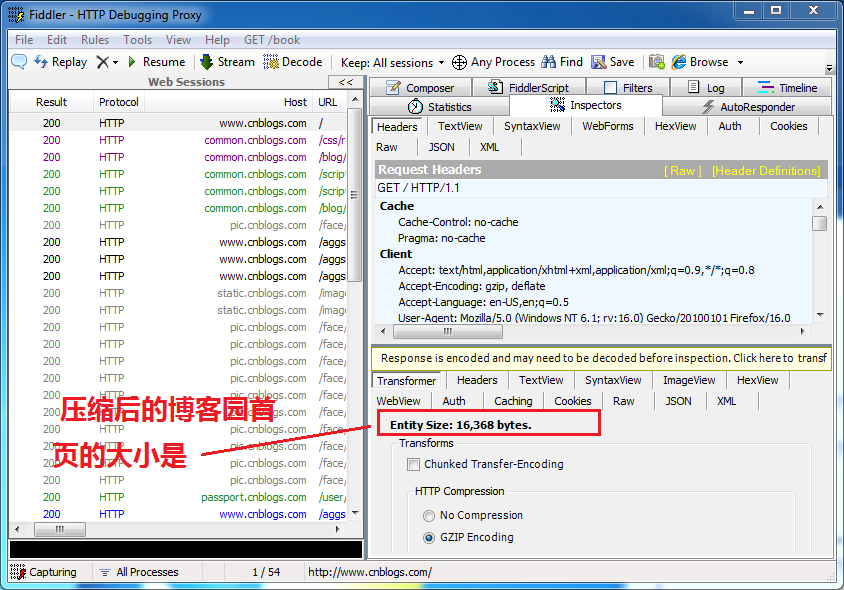 Fiddler - HTTP Debugging Proxy
File Edit Rules Tools View Help GET /book
Replay Resume Stream Decode Keep: All sessions Any Process Find Save Browse
Web Sessions <<
Result Protocol Host URL
200 HTTP www.cnblogs.com /
200 HTTP common.cnblogs.com /css/r
200 HTTP common.cnblogs.com /blog/
200 HTTP common.cnblogs.com /script
200 HTTP common.cnblogs.com /script
200 HTTP common.cnblogs.com /blog/
200 HTTP pic.cnblogs.com /face/
200 HTTP www.cnblogs.com /aggs
200 HTTP www.cnblogs.com /aggs
200 HTTP www.cnblogs.com /aggs
200 HTTP static.cnblogs.com /image
200 HTTP static.cnblogs.com /image
200 HTTP pic.cnblogs.com /face/
200 HTTP pic.cnblogs.com /face/
200 HTTP pic.cnblogs.com /face/
200 HTTP pic.cnblogs.com /face/
200 HTTP pic.cnblogs.com /face/
200 HTTP pic.cnblogs.com /face/
200 HTTP pic.cnblogs.com /face/
200 HTTP pic.cnblogs.com /face/
200 HTTP pic.cnblogs.com /face/
200 HTTP pic.cnblogs.com /face/
200 HTTP passport.cnblogs.com /user/
200 HTTP www.cnblogs.com /aggs
压缩后的博客园首
页的大小是
Composer FiddlerScript Filters Log Timeline
Statistics Inspectors AutoResponder
Headers TextView SyntaxView WebForms HexView Auth Cookies
Raw JSON XML
Request Headers [ Raw ] [Header Definitions]
GET / HTTP/1.1
Cache
Cache-Control: no-cache
Pragma: no-cache
Client
Accept: text/html,application/xhtml+xml,application/xml;q=0.9,*/*;q=0.8
Accept-Encoding: gzip, deflate
Accept-Language: en-US,en;q=0.5
User-Agent: Mozilla/5.0 (Windows NT 6.1; rv:16.0) Gecko/20100101 Firefox/16.0
Response is encoded and may need to be decoded before inspection. Click here to transf
Transformer Headers TextView SyntaxView ImageView HexView
WebView Auth Caching Cookies Raw JSON XML
Entity Size: 16,368 bytes.
Transforms
Chunked Transfer-Encoding
HTTP Compression
No Compression
GZIP Encoding
Capturing All Processes 1 / 54 http://www.cnblogs.com/